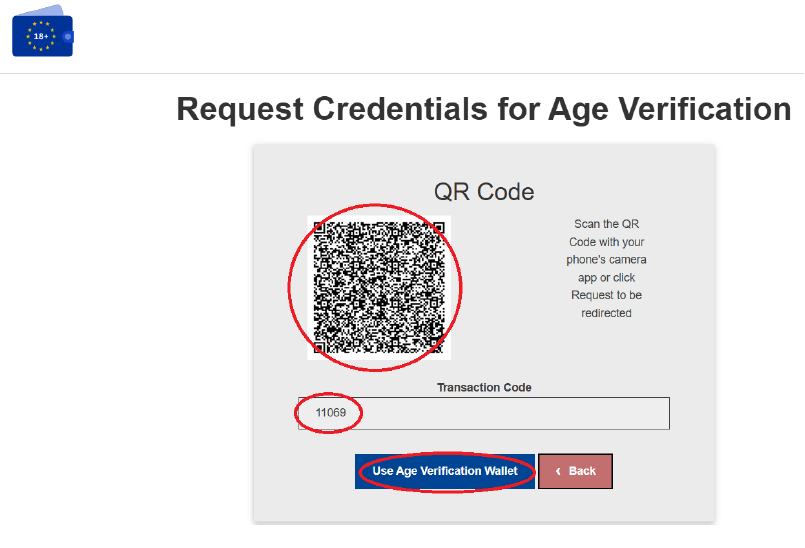 18+
Request Credentials for Age Verification
QR Code
Scan the QR
Code with your
phone's camera
app or click
Request to be
redirected
Transaction Code
11069
Use Age Verification Wallet
‹ Back